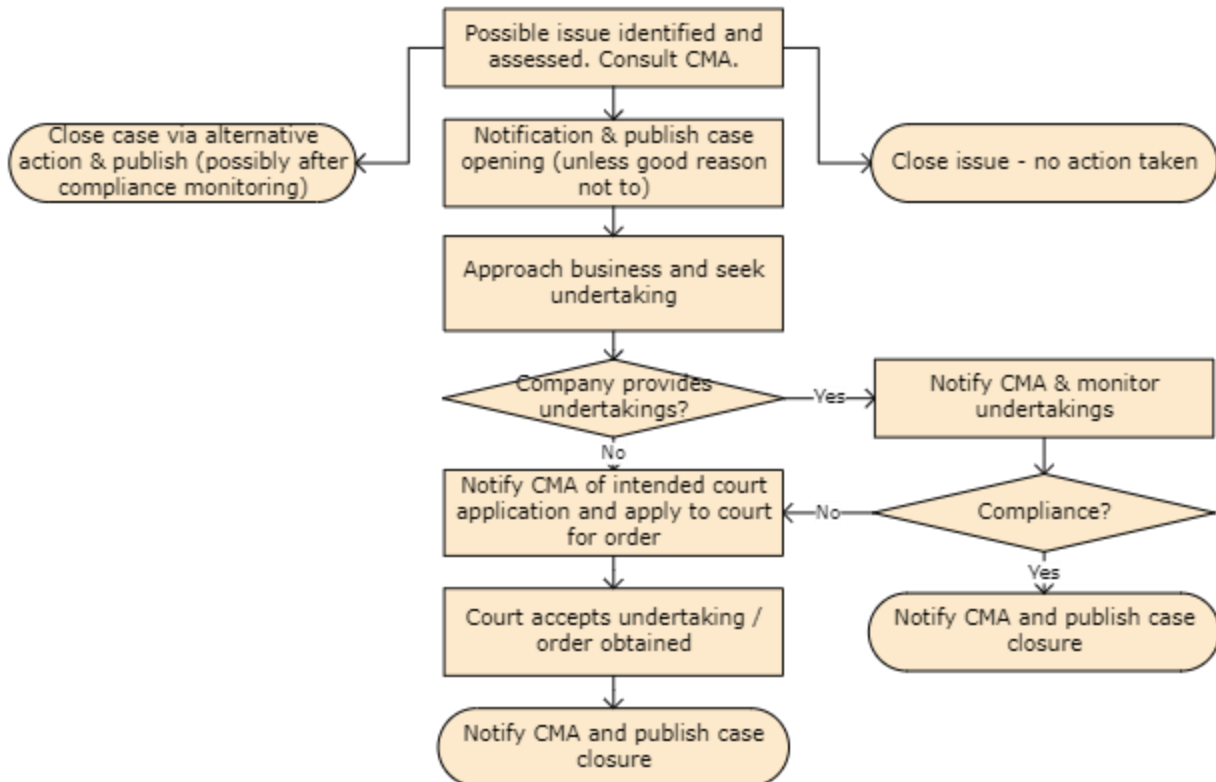 Possible issue identified and
assessed. Consult CMA.
Close case via alternative
action & publish (possibly after
compliance monitoring)
Notification & publish case
opening (unless good reason
not to)
Close issue - no action taken
Approach business and seek
undertaking
Company provides
undertakings?
Yes
Notify CMA & monitor
undertakings
No
Notify CMA of intended court
application and apply to court
for order
No
Compliance?
Yes
Court accepts undertaking /
order obtained
Notify CMA and publish case
closure
Notify CMA and publish case
closure